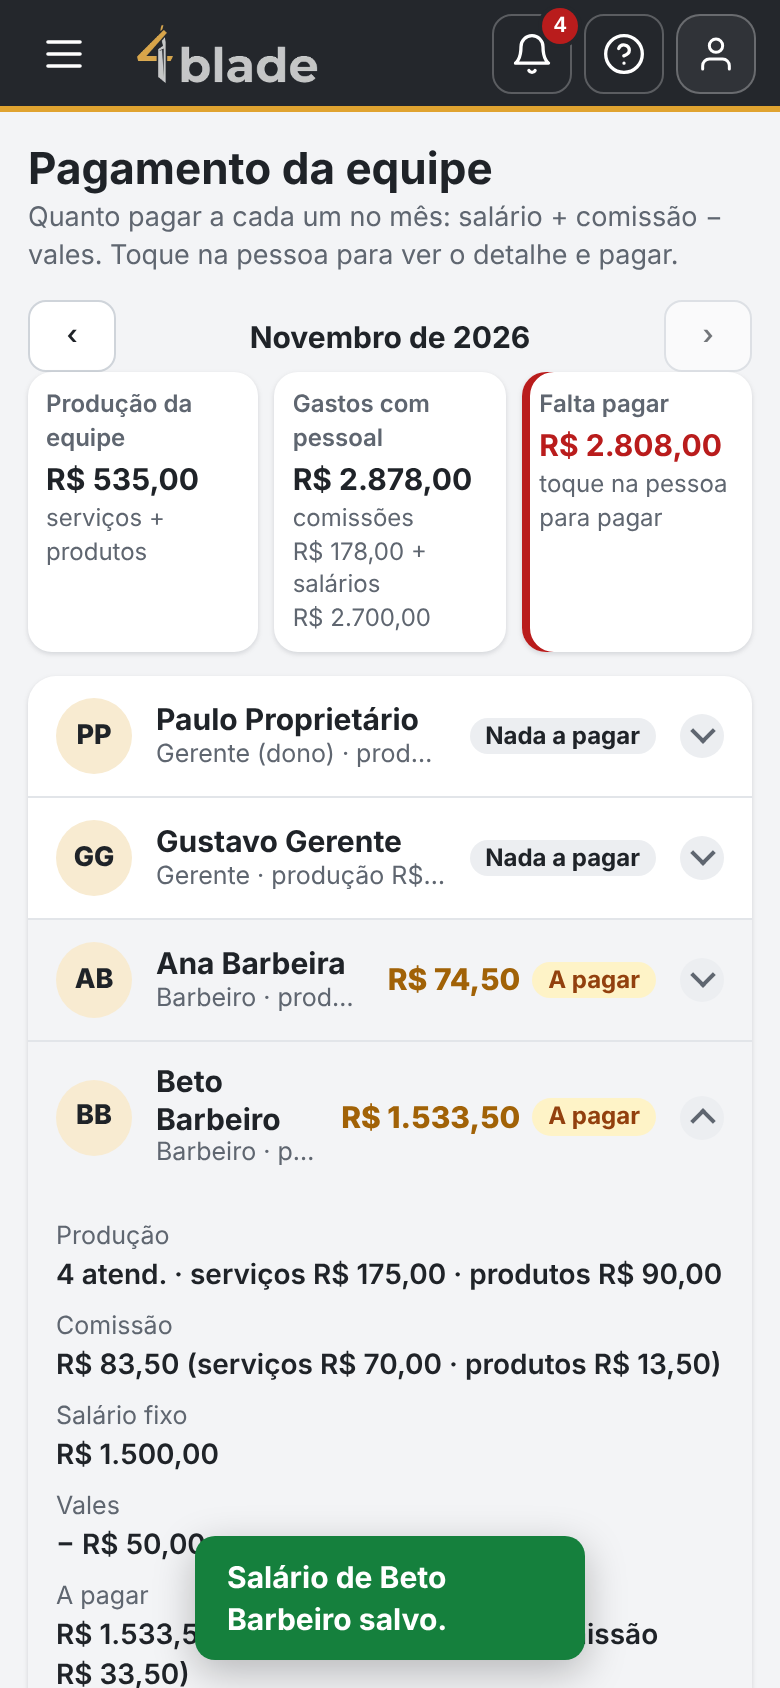 4
4blade
Pagamento da equipe
Quanto pagar a cada um no mês: salário + comissão −
vales. Toque na pessoa para ver o detalhe e pagar.
‹
Novembro de 2026
›
Produção da
equipe
R$ 535,00
serviços +
produtos
Gastos com
pessoal
R$ 2.878,00
comissões
R$ 178,00 +
salários
R$ 2.700,00
Falta pagar
R$ 2.808,00
toque na pessoa
para pagar
PP
Paulo Proprietário
Gerente (dono) · prod...
Nada a pagar
GG
Gustavo Gerente
Gerente · produção R$...
Nada a pagar
AB
Ana Barbeira
Barbeiro · prod...
R$ 74,50
A pagar
BB
Beto
Barbeiro
Barbeiro · p...
R$ 1.533,50
A pagar
Produção
4 atend. · serviços R$ 175,00 · produtos R$ 90,00
Comissão
R$ 83,50 (serviços R$ 70,00 · produtos R$ 13,50)
Salário fixo
R$ 1.500,00
Vales
− R$ 50,00
A pagar
R$ 1.533,5
R$ 33,50)
Salário de Beto
Barbeiro salvo.